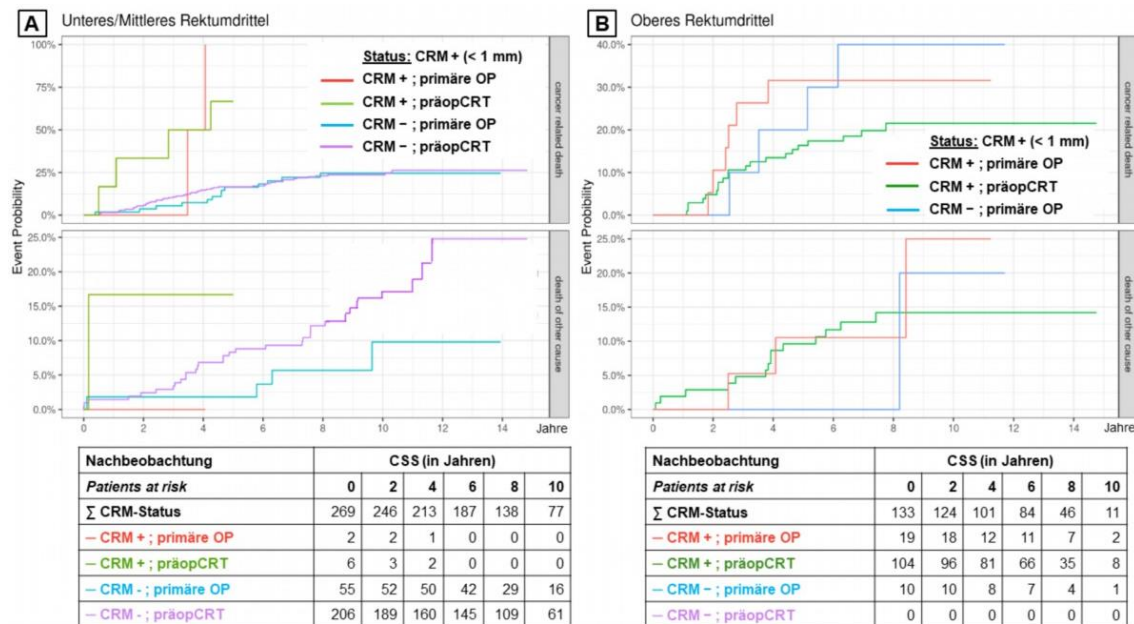 A Unteres/Mittleres Rektumdrittel
100%
75%
50%
25%
0%
Status: CRM + (< 1 mm)
CRM + ; primäre OP
CRM + ; präopCRT
CRM − ; primäre OP
CRM − ; präopCRT
cancer related death
Event Probibility
25.0%
20.0%
15.0%
10.0%
5.0%
0.0%
death of other cause
0 2 4 6 8 10 12 14 Jahre
Nachbeobachtung CSS (in Jahren)
Patients at risk 0 2 4 6 8 10
∑ CRM-Status 269 246 213 187 138 77
─ CRM + ; primäre OP 2 2 1 0 0 0
─ CRM + ; präopCRT 6 3 2 0 0 0
─ CRM - ; primäre OP 55 52 50 42 29 16
─ CRM - ; präopCRT 206 189 160 145 109 61
B Oberes Rektumdrittel
40.0%
30.0%
20.0%
10.0%
0.0%
Status: CRM + (< 1 mm)
CRM + ; primäre OP
CRM + ; präopCRT
CRM − ; primäre OP
cancer related death
Event Probibility
25.0%
20.0%
15.0%
10.0%
5.0%
0.0%
death of other cause
0 2 4 6 8 10 12 14 Jahre
Nachbeobachtung CSS (in Jahren)
Patients at risk 0 2 4 6 8 10
∑ CRM-Status 133 124 101 84 46 11
─ CRM + ; primäre OP 19 18 12 11 7 2
─ CRM + ; präopCRT 104 96 81 66 35 8
─ CRM − ; primäre OP 10 10 8 7 4 1
─ CRM − ; präopCRT 0 0 0 0 0 0